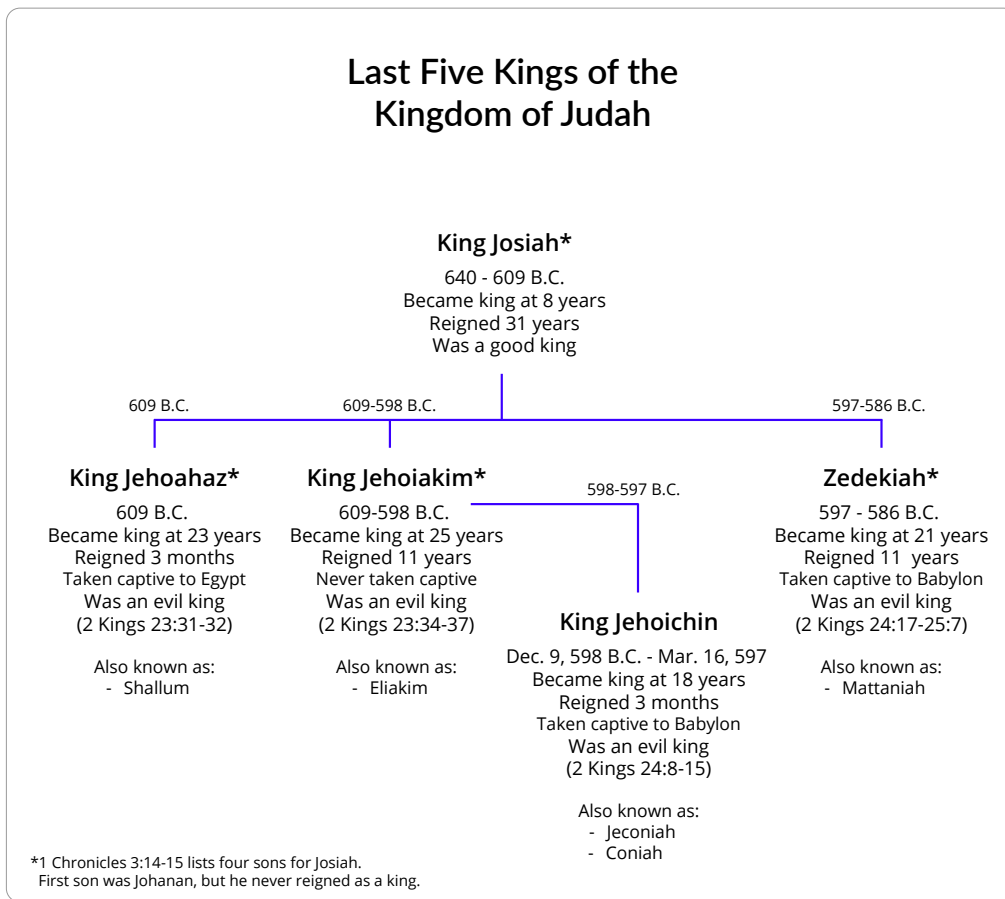 Last Five Kings of the
Kingdom of Judah
King Josiah*
640 - 609 B.C.
Became king at 8 years
Reigned 31 years
Was a good king
609 B.C.
609-598 B.C.
597-586 B.C.
King Jehoahaz*
609 B.C.
Became king at 23 years
Reigned 3 months
Taken captive to Egypt
Was an evil king
(2 Kings 23:31-32)
Also known as:
- Shallum
King Jehoiakim*
609-598 B.C.
Became king at 25 years
Reigned 11 years
Never taken captive
Was an evil king
(2 Kings 23:34-37)
Also known as:
- Eliakim
598-597 B.C.
King Jehoichin
Dec. 9, 598 B.C. - Mar. 16, 597
Became king at 18 years
Reigned 3 months
Taken captive to Babylon
Was an evil king
(2 Kings 24:8-15)
Also known as:
- Jeconiah
- Coniah
Zedekiah*
597 - 586 B.C.
Became king at 21 years
Reigned 11 years
Taken captive to Babylon
Was an evil king
(2 Kings 24:17-25:7)
Also known as:
- Mattaniah
*1 Chronicles 3:14-15 lists four sons for Josiah.
First son was Johanan, but he never reigned as a king.